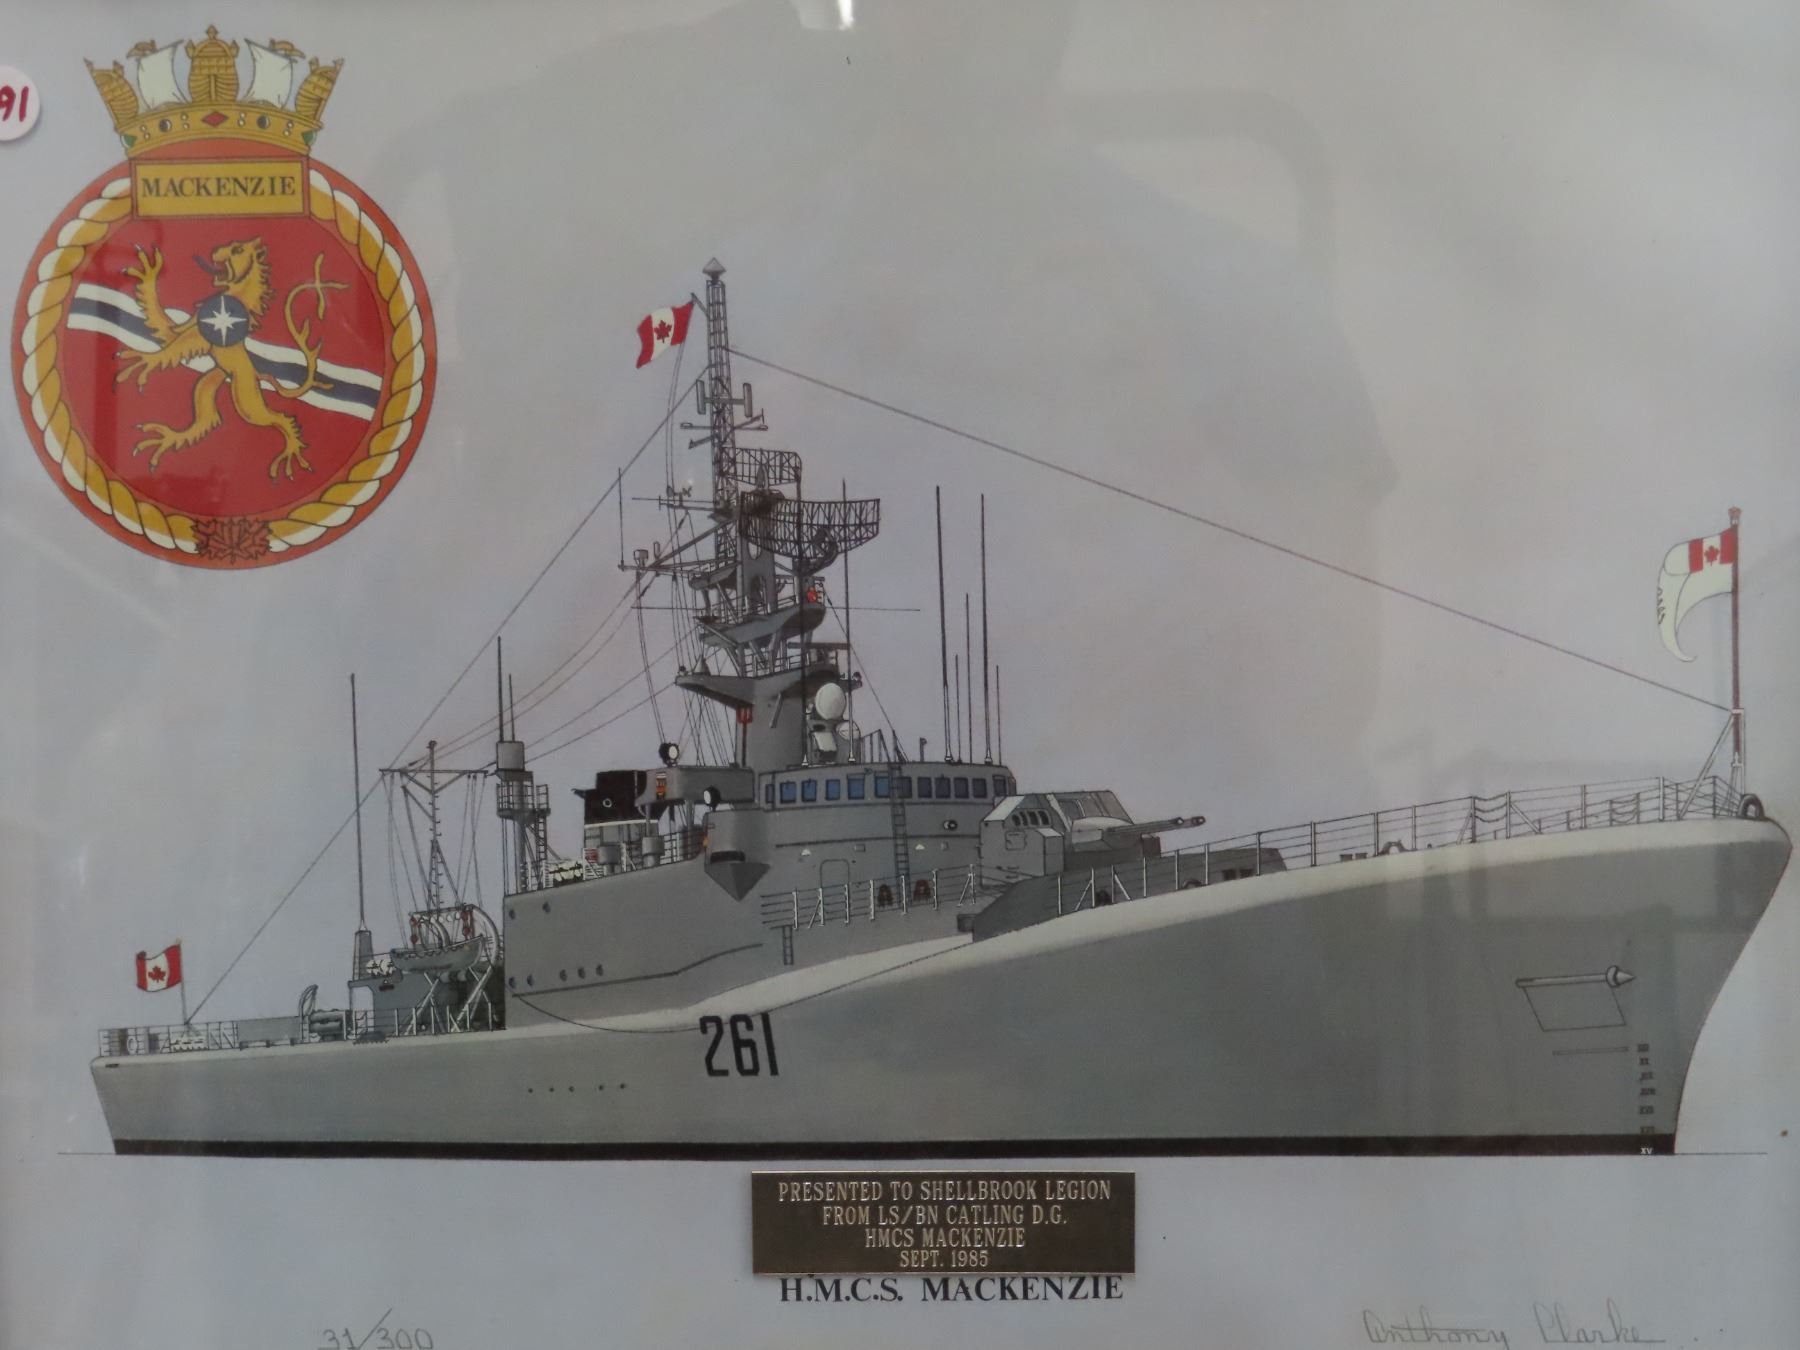 91
MACKENZIE
261
XV
PRESENTED TO SHELLBROOK LEGION
FROM LS/BN CATLING D.G.
HMCS MACKENZIE
SEPT. 1985
H.M.C.S. MACKENZIE
31/300
Anthony Clarke